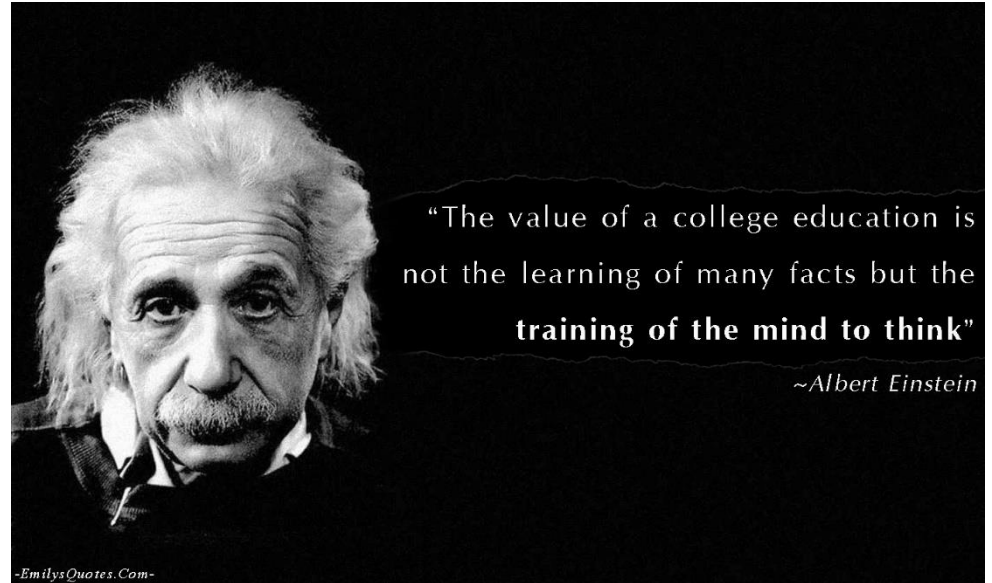 “The value of a college education is
not the learning of many facts but the
training of the mind to think”
~Albert Einstein
-EmilysQuotes.Com-